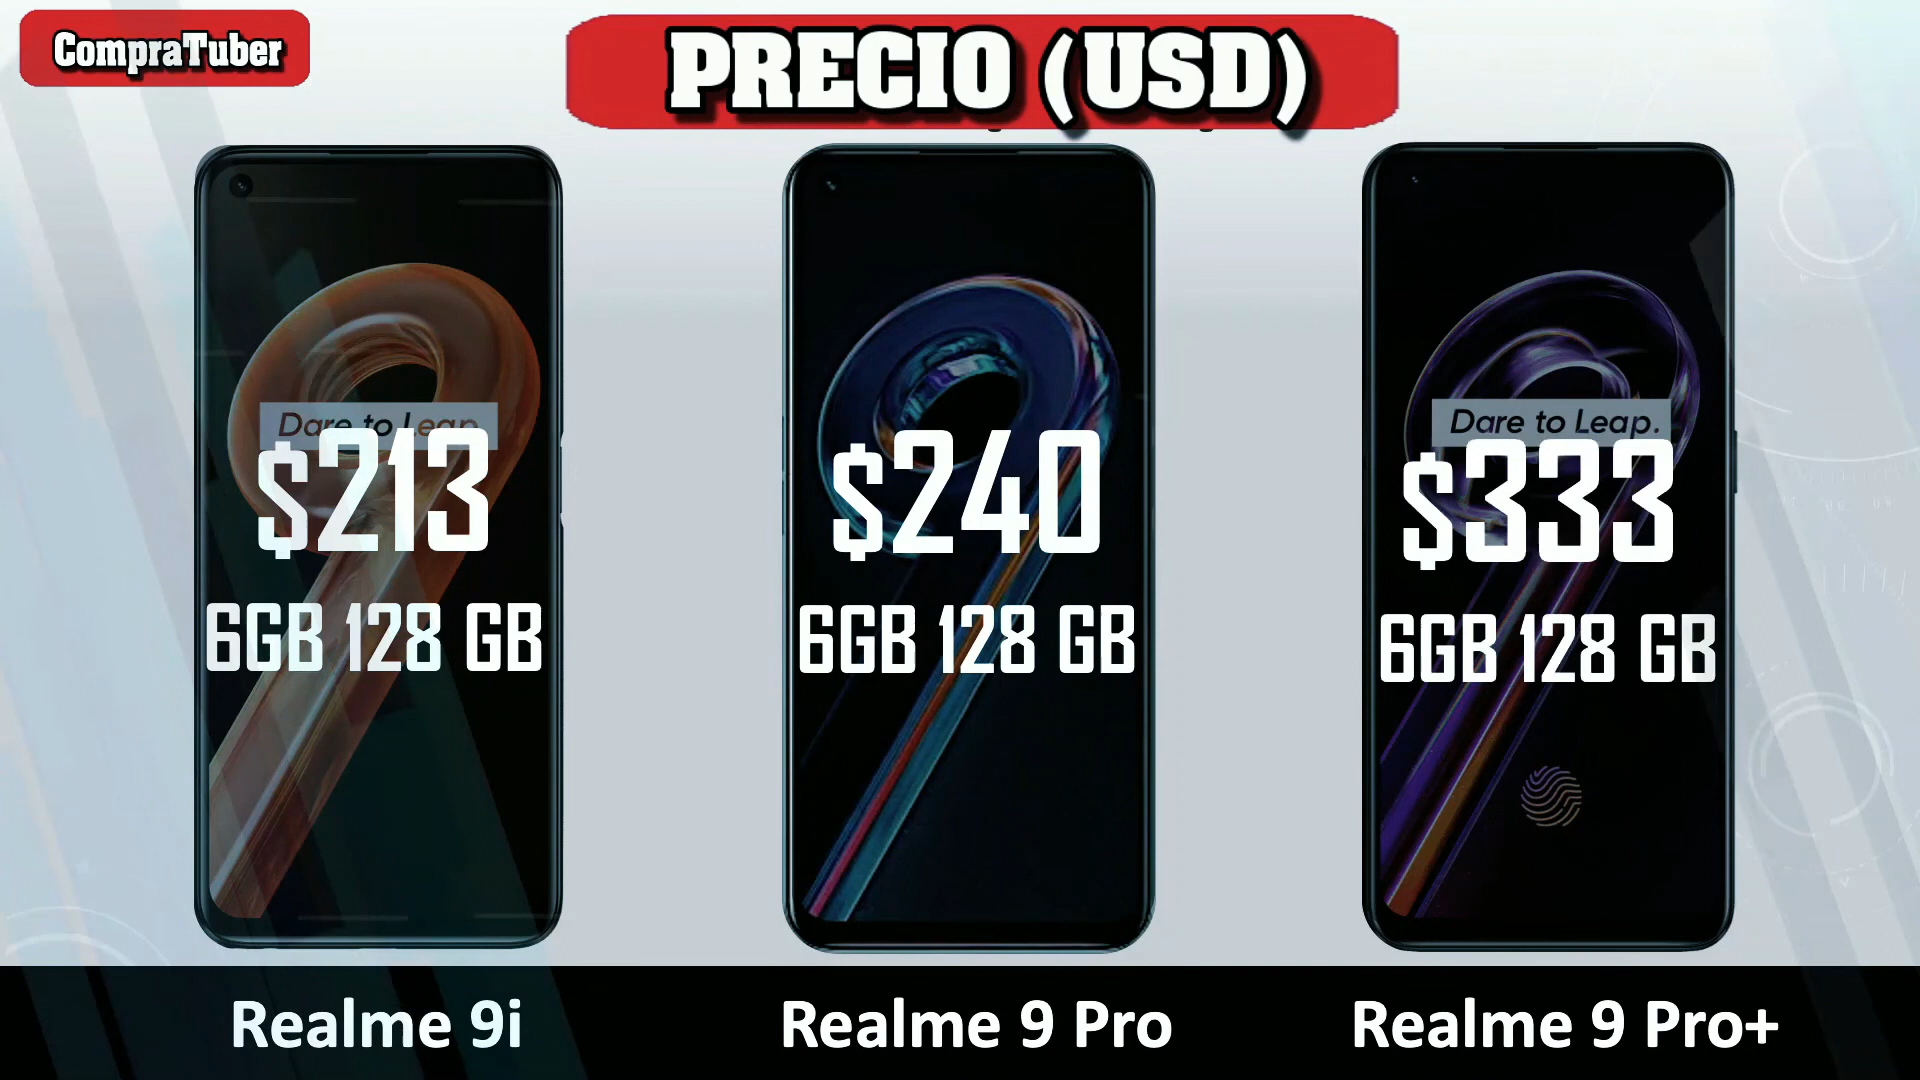 CompraTuber
PRECIO (USD)
Dare to Leap.
$213
6GB 128 GB
$240
6GB 128 GB
Dare to Leap.
$333
6GB 128 GB
Realme 9i
Realme 9 Pro
Realme 9 Pro+